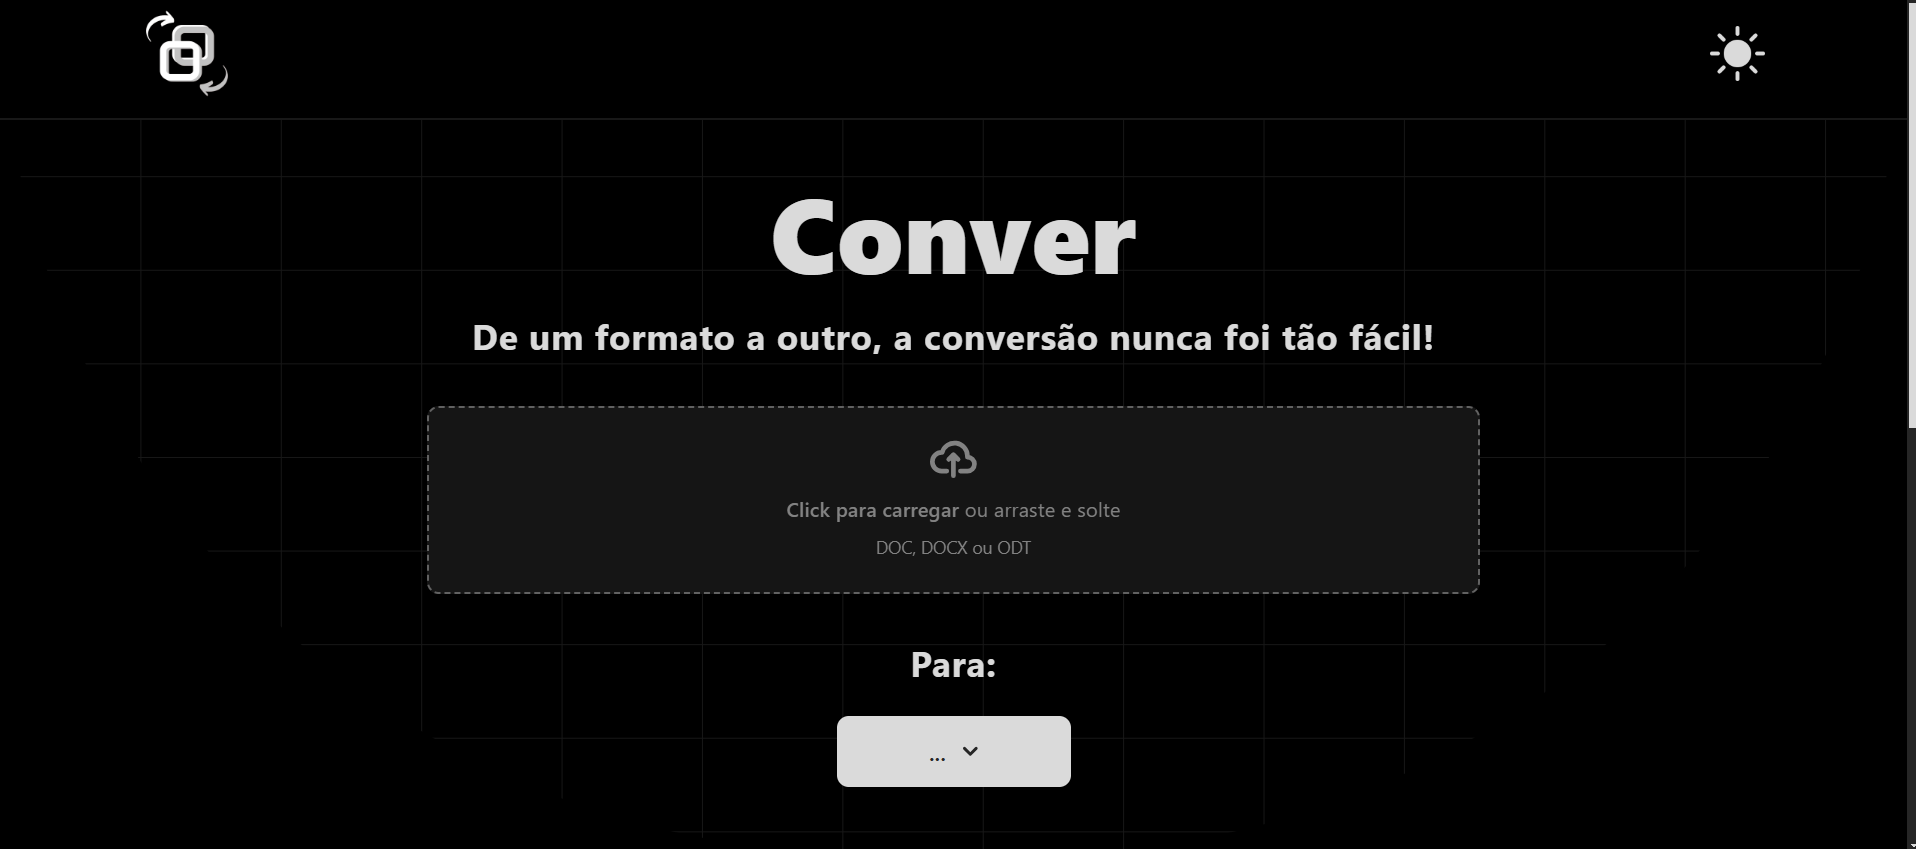 Conver
De um formato a outro, a conversão nunca foi tão fácil!
Click para carregar ou arraste e solte
DOC, DOCX ou ODT
Para:
...